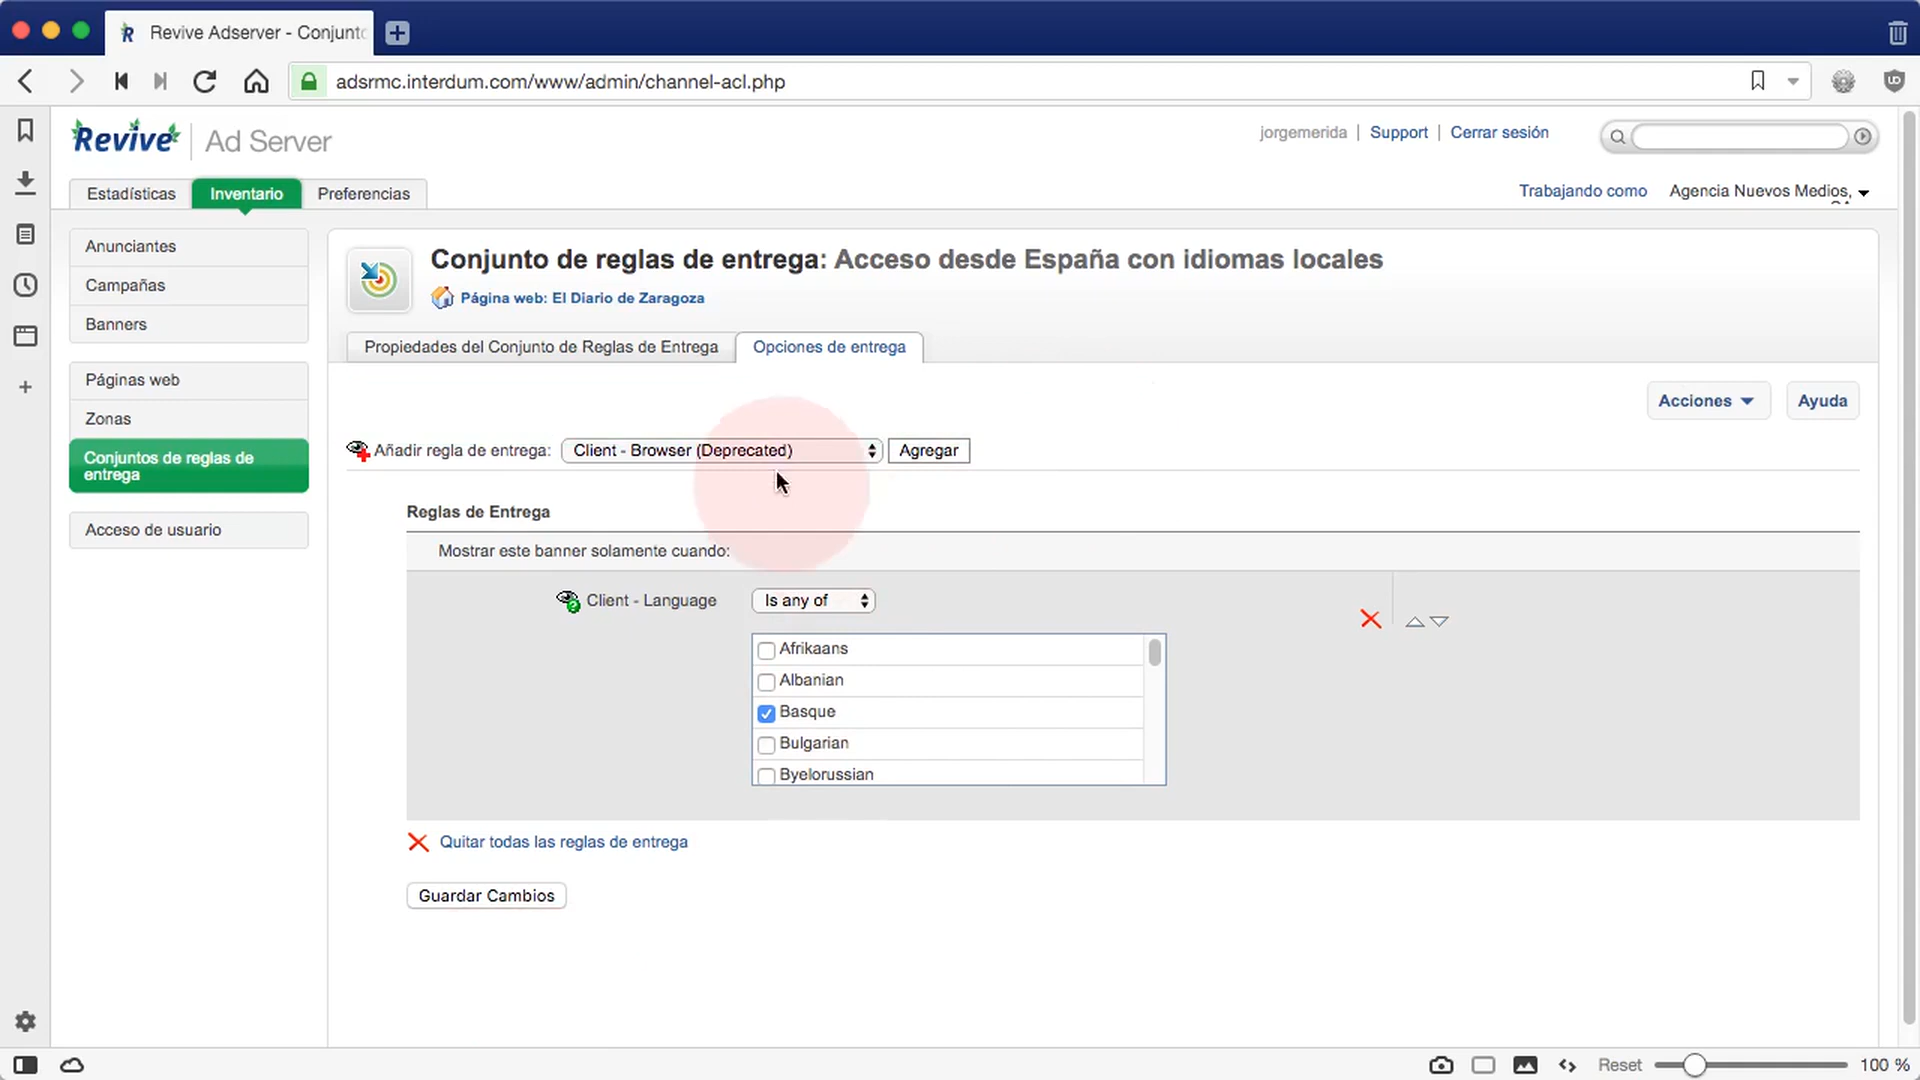 Revive Adserver - Conjunto
adsrmc.interdum.com/www/admin/channel-acl.php
Revive Ad Server
jorgemerida | Support | Cerrar sesión
Estadísticas Inventario Preferencias
Trabajando como Agencia Nuevos Medios,
Anunciantes
Campañas
Banners
Páginas web
Zonas
Conjuntos de reglas de
entrega
Acceso de usuario
Conjunto de reglas de entrega: Acceso desde España con idiomas locales
Página web: El Diario de Zaragoza
Propiedades del Conjunto de Reglas de Entrega Opciones de entrega
Acciones Ayuda
Añadir regla de entrega: Client - Browser (Deprecated) Agregar
Reglas de Entrega
Mostrar este banner solamente cuando:
Client - Language Is any of
Afrikaans
Albanian
Basque
Bulgarian
Byelorussian
Quitar todas las reglas de entrega
Guardar Cambios
Reset 100 %